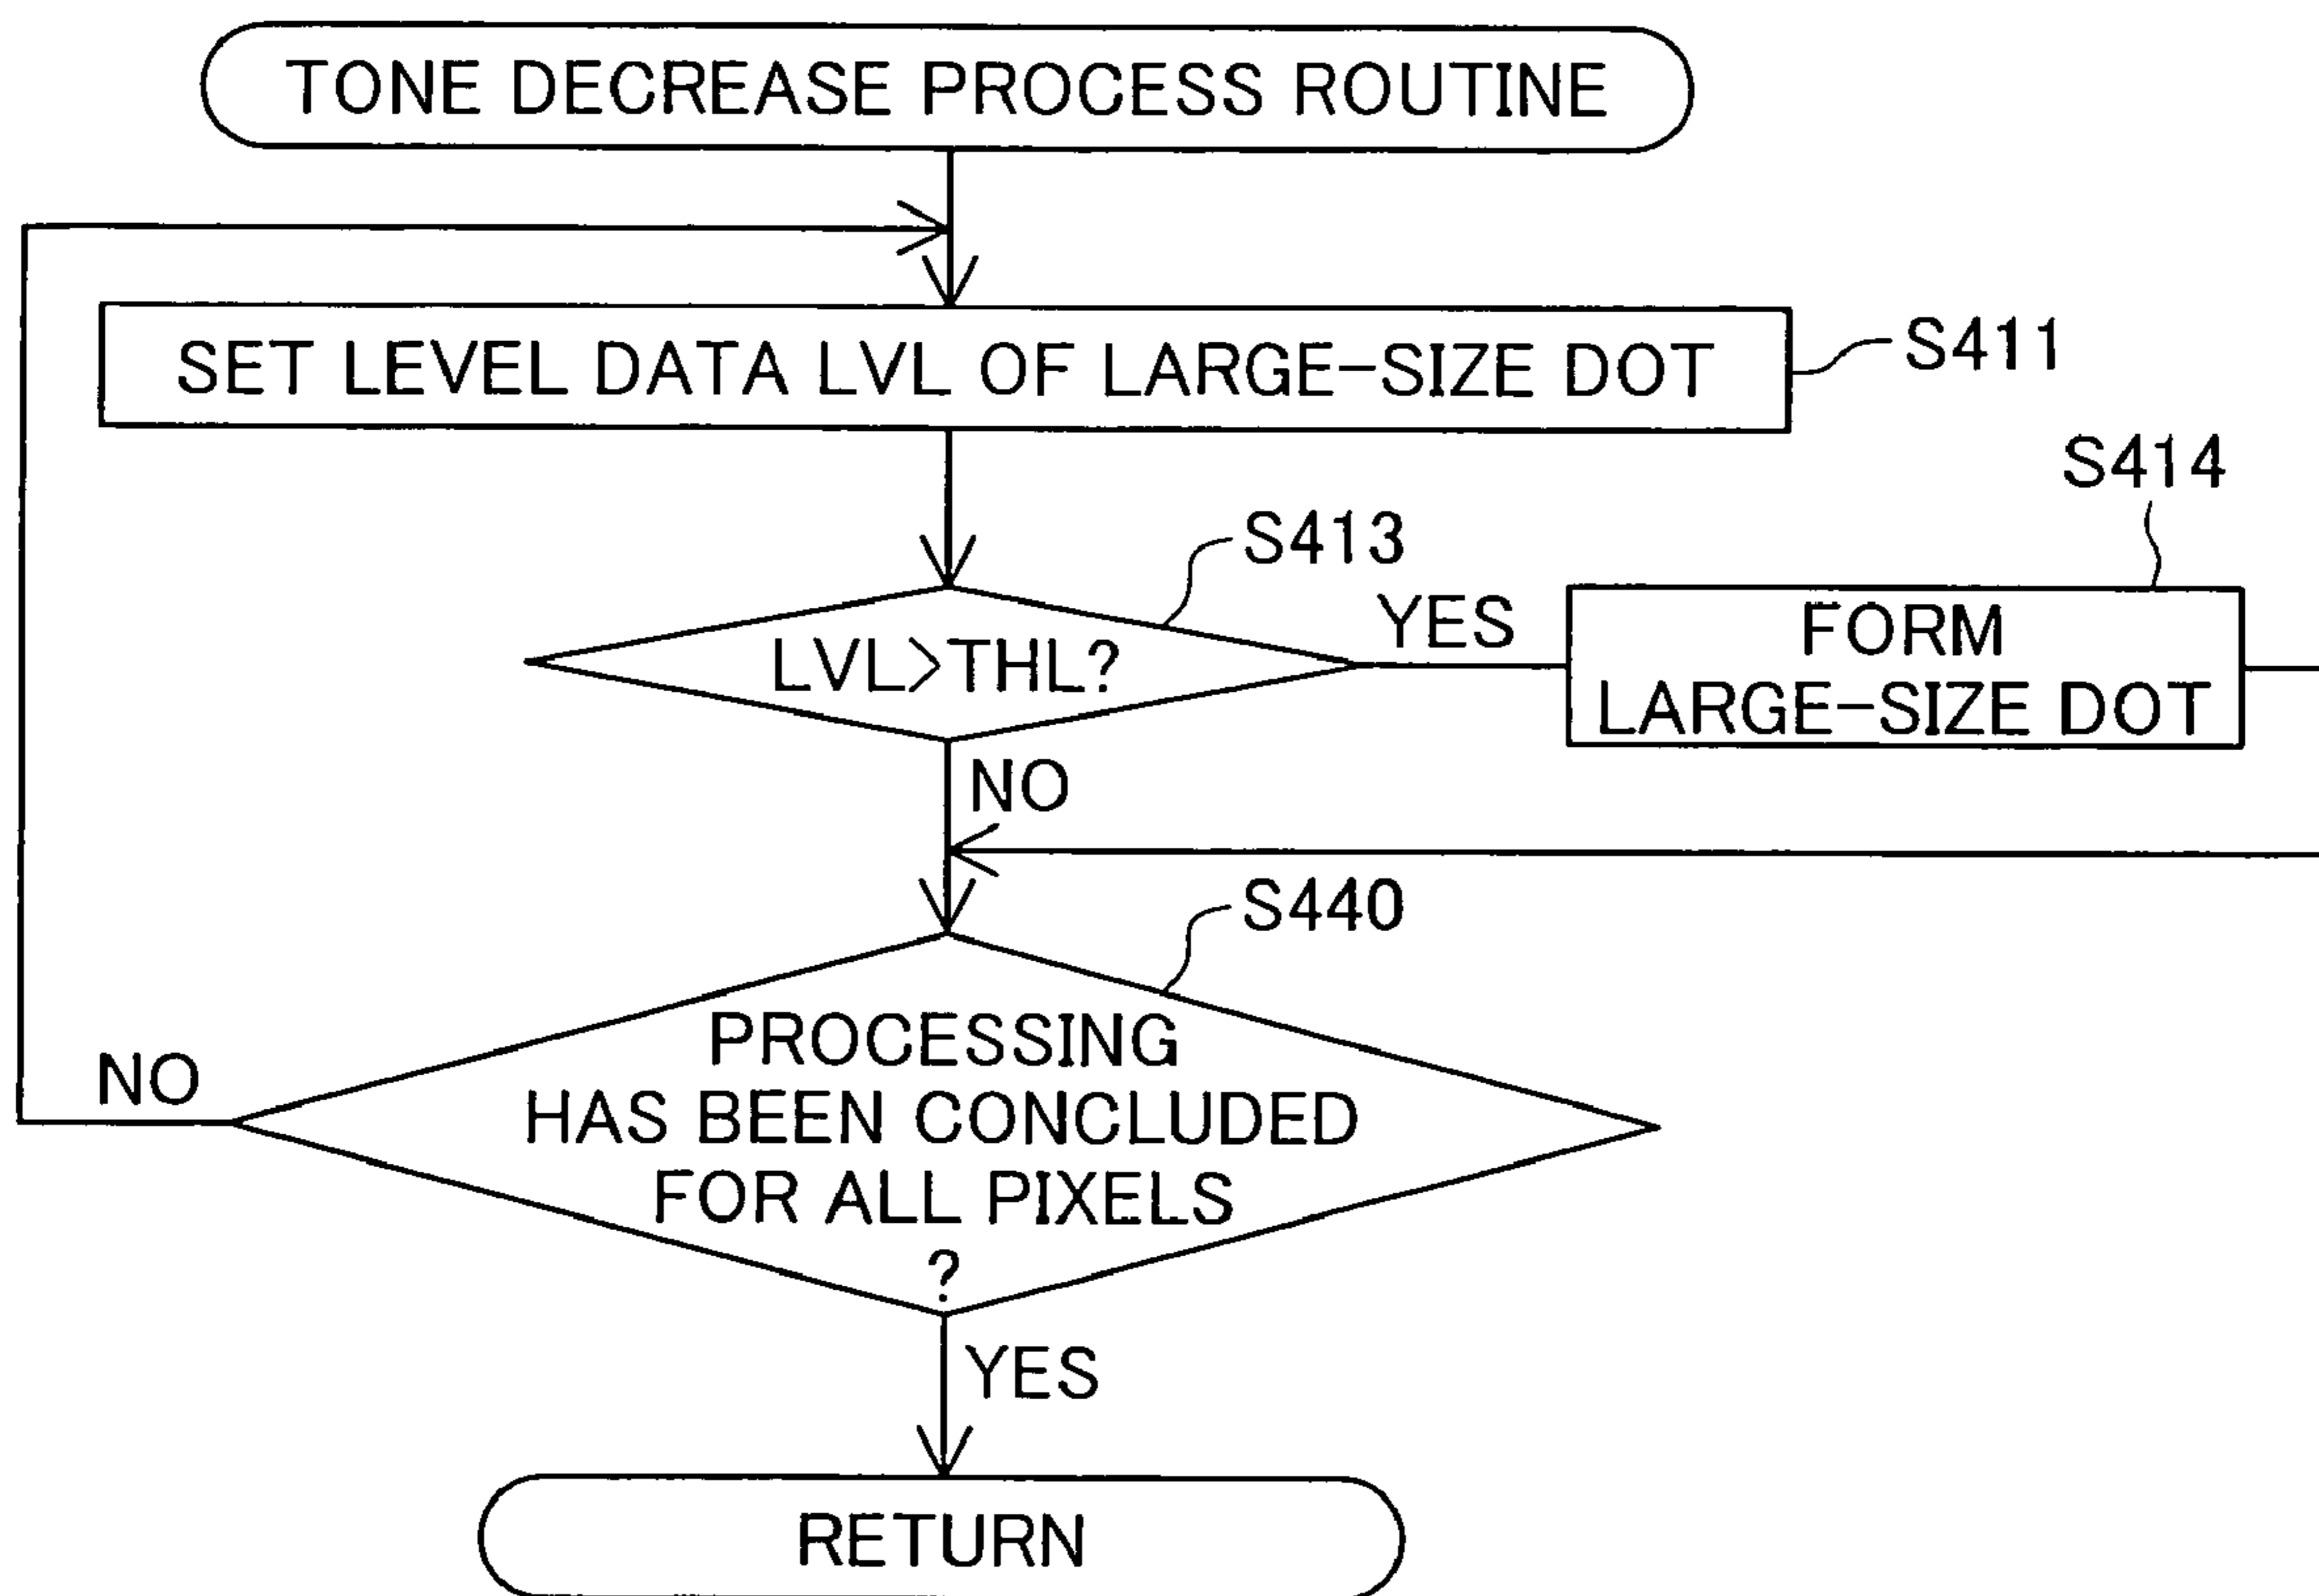 TONE DECREASE PROCESS ROUTINE
SET LEVEL DATA LVL OF LARGE-SIZE DOT
S411
S414
S413
LVL>THL?
YES
FORM
LARGE-SIZE DOT
NO
S440
PROCESSING
HAS BEEN CONCLUDED
FOR ALL PIXELS
?
NO
YES
RETURN